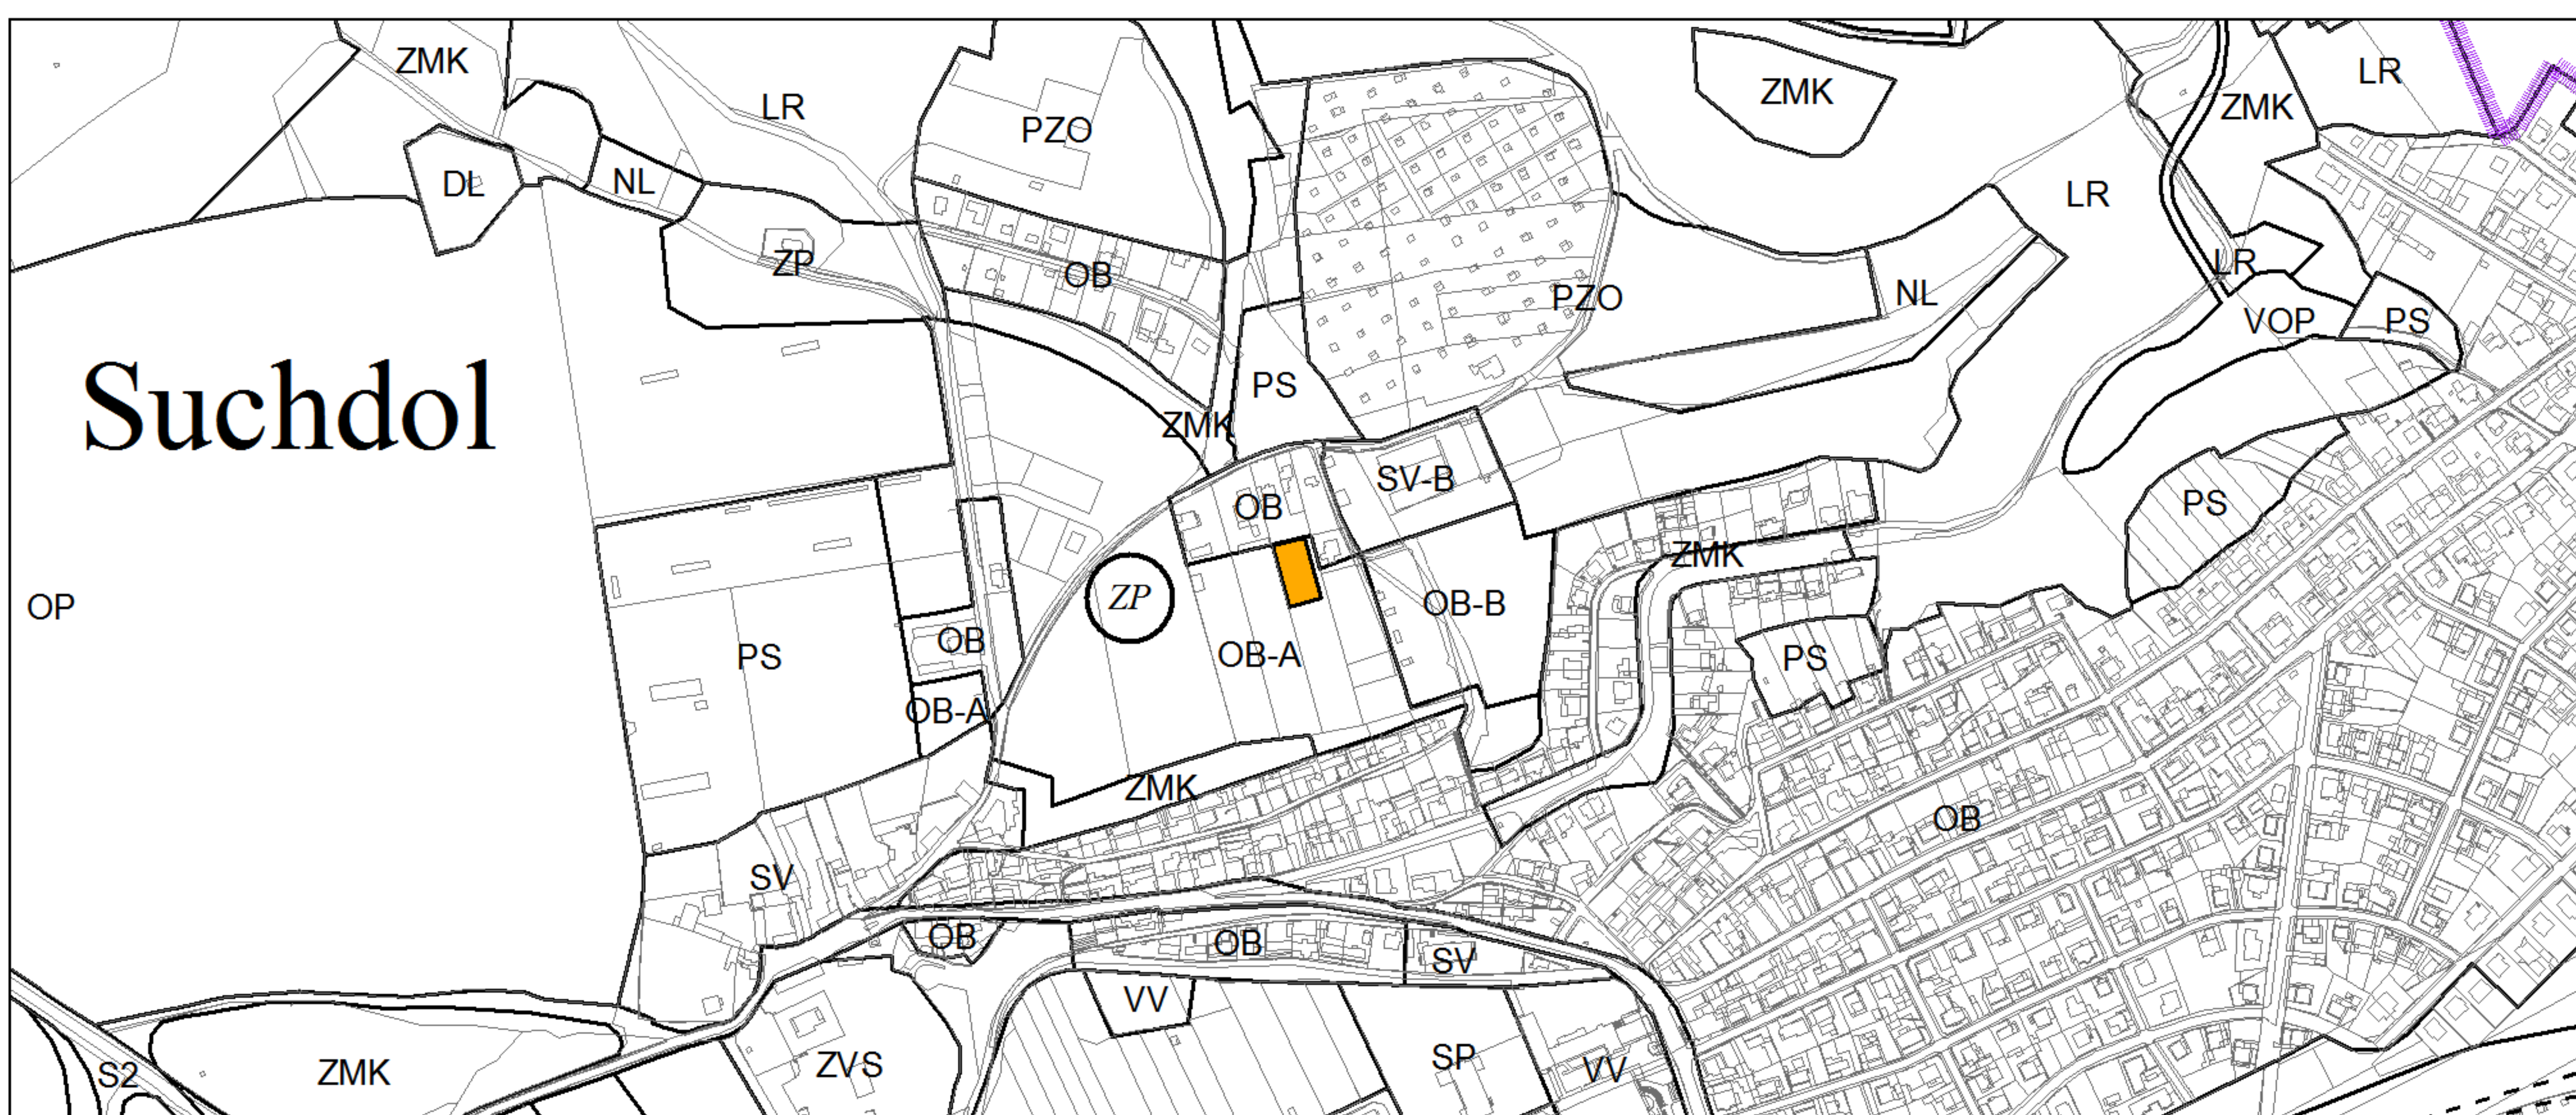 ZMK
LR
ZMK
LR
LR
ZMK
PZO
DL
NL
LR
ZP
OB
PZO
NL
LR
VOP
PS
Suchdol
PS
ZMK
SV-B
OB
PS
ZMK
OP
ZP
OB-B
OB
OB-A
PS
PS
OB-A
ZMK
OB
SV
OB
OB
SV
VV
S2
ZMK
ZVS
SP
VV